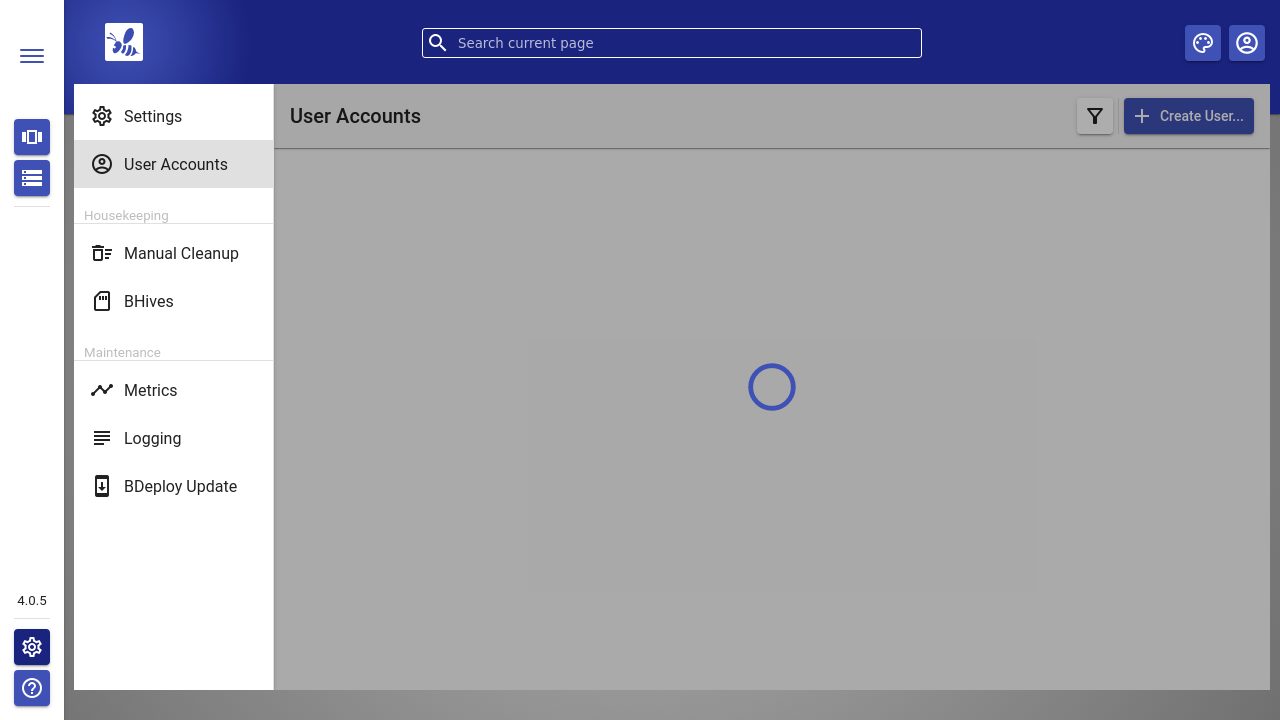 Search current page
Settings
User Accounts
Housekeeping
Manual Cleanup
BHives
Maintenance
Metrics
Logging
BDeploy Update
User Accounts
Create User...
4.0.5